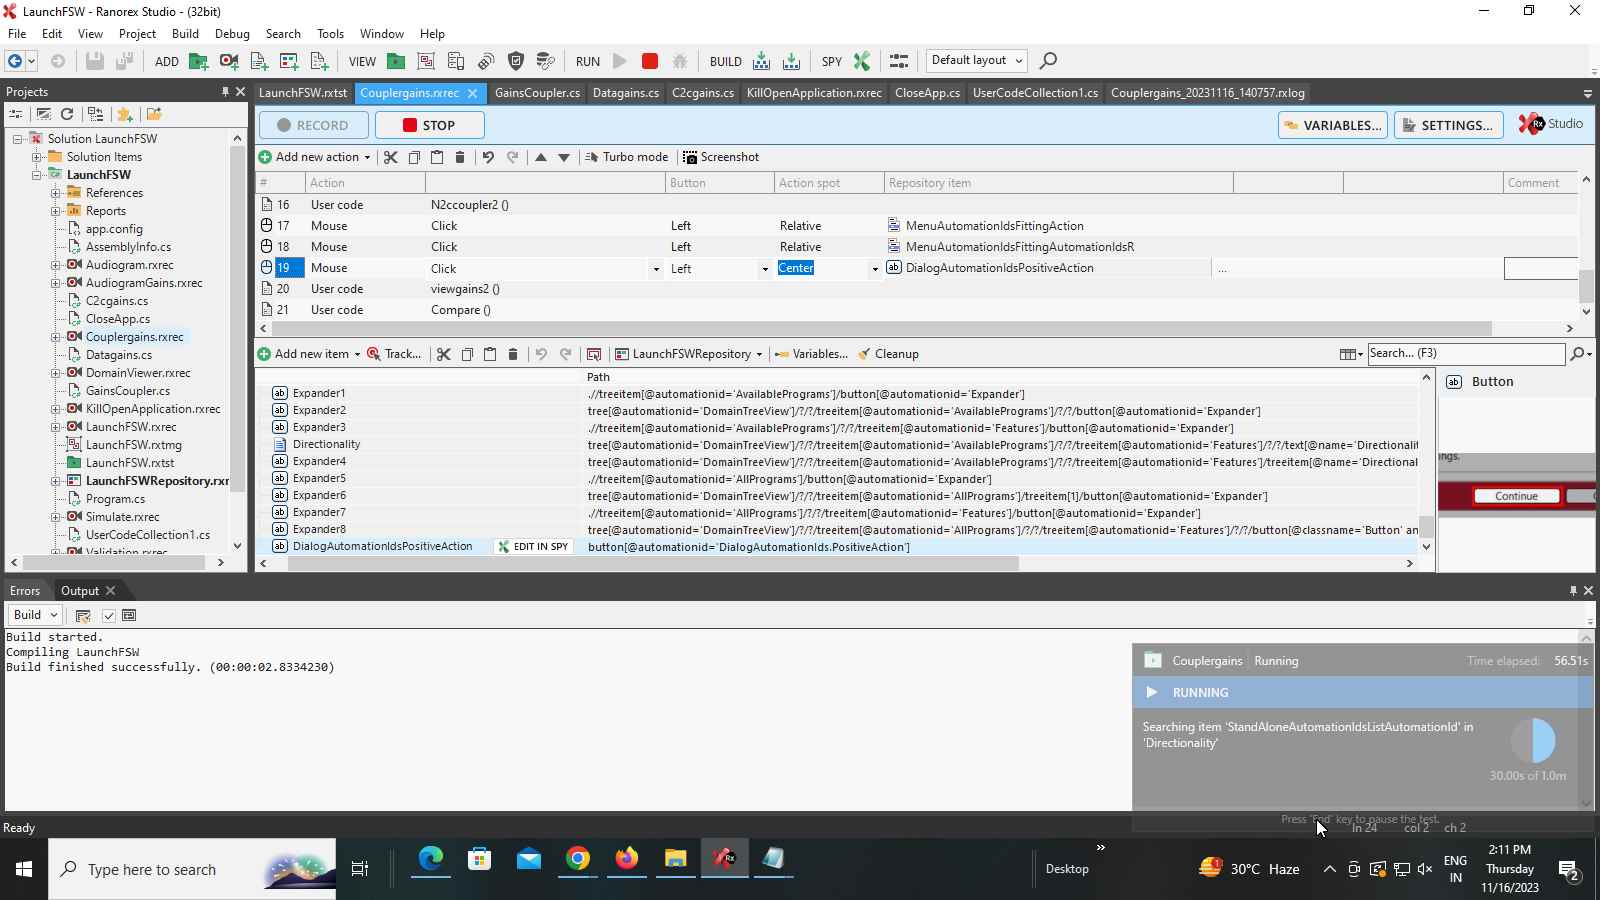 LaunchFSW - Ranorex Studio - (32bit)
File Edit View Project Build Debug Search Tools Window Help
ADD VIEW RUN BUILD SPY Default layout
Projects
LaunchFSW.rxtst Couplergains.rxrec GainsCoupler.cs Datagains.cs C2cgains.cs KillOpenApplication.rxrec CloseApp.cs UserCodeCollection1.cs Couplergains_20231116_140757.rxlog
RECORD STOP VARIABLES... SETTINGS... Rx Studio
Solution LaunchFSW
Solution Items
LaunchFSW
References
Reports
app.config
AssemblyInfo.cs
Audiogram.rxrec
AudiogramGains.rxrec
C2cgains.cs
CloseApp.cs
Couplergains.rxrec
Datagains.cs
DomainViewer.rxrec
GainsCoupler.cs
KillOpenApplication.rxrec
LaunchFSW.rxrec
LaunchFSW.rxtmg
LaunchFSW.rxtst
LaunchFSWRepository.rxr
Program.cs
Simulate.rxrec
UserCodeCollection1.cs
Validation.rxrec
Add new action Turbo mode Screenshot
# Action Button Action spot Repository item Comment
16 User code N2ccoupler2 ()
17 Mouse Click Left Relative MenuAutomationIdsFittingAction
18 Mouse Click Left Relative MenuAutomationIdsFittingAutomationIdsR
19 Mouse Click Left Center DialogAutomationIdsPositiveAction ...
20 User code viewgains2 ()
21 User code Compare ()
Add new item Track... LaunchFSWRepository Variables... Cleanup Search... (F3)
Path
Expander1 .//treeitem[@automationid='AvailablePrograms']/button[@automationid='Expander']
Expander2 tree[@automationid='DomainTreeView']/?/?/treeitem[@automationid='AvailablePrograms']/?/?/button[@automationid='Expander']
Expander3 .//treeitem[@automationid='AvailablePrograms']/?/?/treeitem[@automationid='Features']/button[@automationid='Expander']
Directionality tree[@automationid='DomainTreeView']/?/?/treeitem[@automationid='AvailablePrograms']/?/?/treeitem[@automationid='Features']/?/?/text[@name='Directionalit
Expander4 tree[@automationid='DomainTreeView']/?/?/treeitem[@automationid='AvailablePrograms']/?/?/treeitem[@automationid='Features']/treeitem[@name='Directional
Expander5 .//treeitem[@automationid='AllPrograms']/button[@automationid='Expander']
Expander6 tree[@automationid='DomainTreeView']/?/?/treeitem[@automationid='AllPrograms']/treeitem[1]/button[@automationid='Expander']
Expander7 .//treeitem[@automationid='AllPrograms']/?/?/treeitem[@automationid='Features']/button[@automationid='Expander']
Expander8 tree[@automationid='DomainTreeView']/?/?/treeitem[@automationid='AllPrograms']/?/?/treeitem[@automationid='Features']/?/?/button[@classname='Button' an
DialogAutomationIdsPositiveAction EDIT IN SPY button[@automationid='DialogAutomationIds.PositiveAction']
Button
ngs.
Continue
Errors Output
Build
Build started.
Compiling LaunchFSW
Build finished successfully. (00:00:02.8334230)
Couplergains Running Time elapsed: 56.51s
RUNNING
Searching item 'StandAloneAutomationIdsListAutomationId' in
'Directionality'
30.00s of 1.0m
Press 'End' key to pause the test.
Ready ln 24 col 2 ch 2
Type here to search
Desktop
30°C Haze
ENG
IN
2:11 PM
Thursday
11/16/2023
2